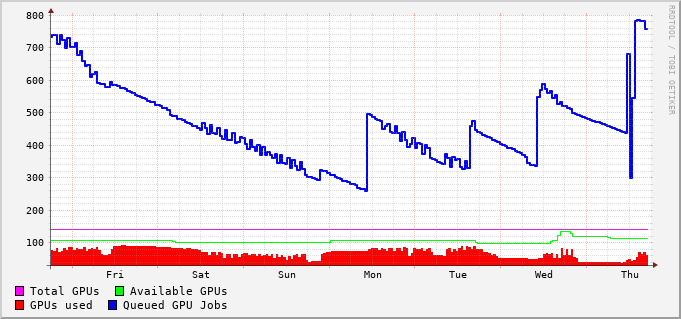 RRDTOOL / TOBI OETIKER
800
700
600
500
400
300
200
100
Fri Sat Sun Mon Tue Wed Thu
Total GPUs Available GPUs
GPUs used Queued GPU Jobs